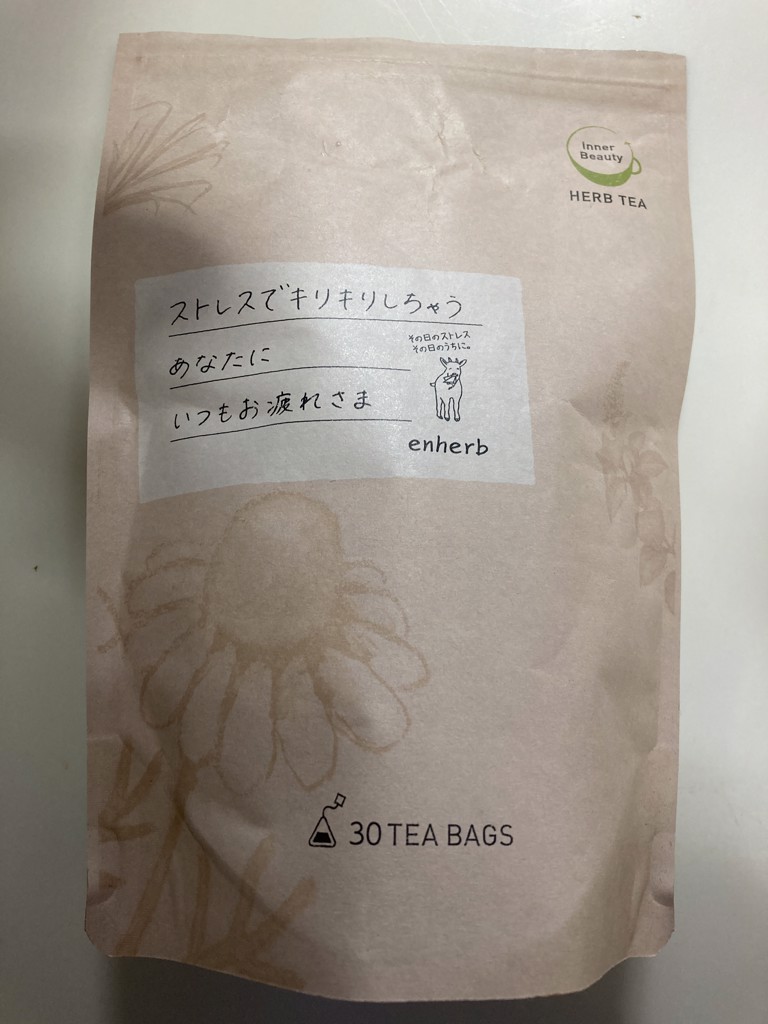 Inner
Beauty
HERB TEA
ストレスでキリキリしちゃう
あなたに
いつもお疲れさま
その日のストレス
その日のうちに。
enherb
30 TEA BAGS